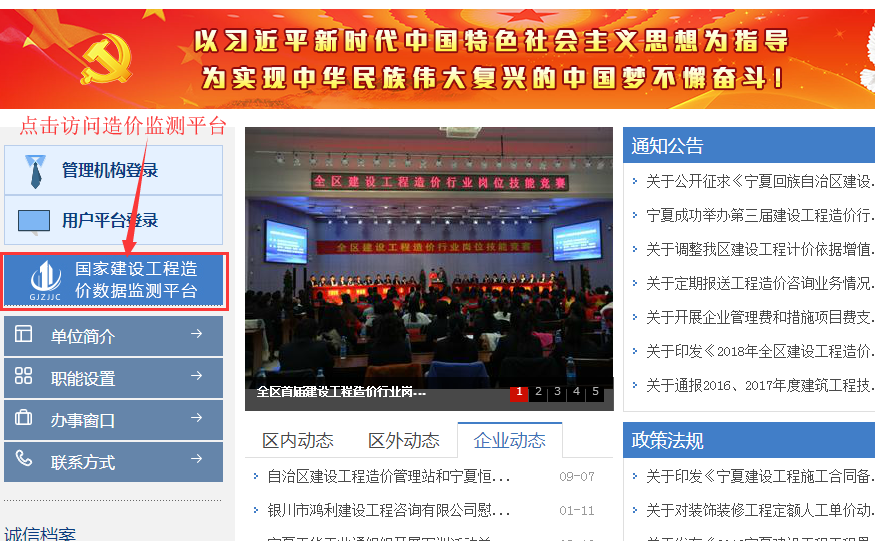 以习近平新时代中国特色社会主义思想为指导
为实现中华民族伟大复兴的中国梦不懈奋斗！
点击访问造价监测平台
管理机构登录
用户平台登录
国家建设工程造
价数据监测平台
GJZJJC
单位简介
职能设置
办事窗口
联系方式
诚信档案
全区建设工程造价行业岗位技能竞赛
全区建设工程造价行业岗位技能竞赛
全区首届建设工程造价行业岗...
1 2 3 4 5
区内动态 区外动态 企业动态
自治区建设工程造价管理站和宁夏恒... 09-07
银川市鸿利建设工程咨询有限公司慰... 01-11
通知公告
关于公开征求《宁夏回族自治区建设.
宁夏成功举办第三届建设工程造价行.
关于调整我区建设工程计价依据增值.
关于定期报送工程造价咨询业务情况.
关于开展企业管理费和措施项目费支.
关于印发《2018年全区建设工程造价.
关于通报2016、2017年度建筑工程技.
政策法规
关于印发《宁夏建设工程施工合同备.
关于对装饰装修工程定额人工单价动.